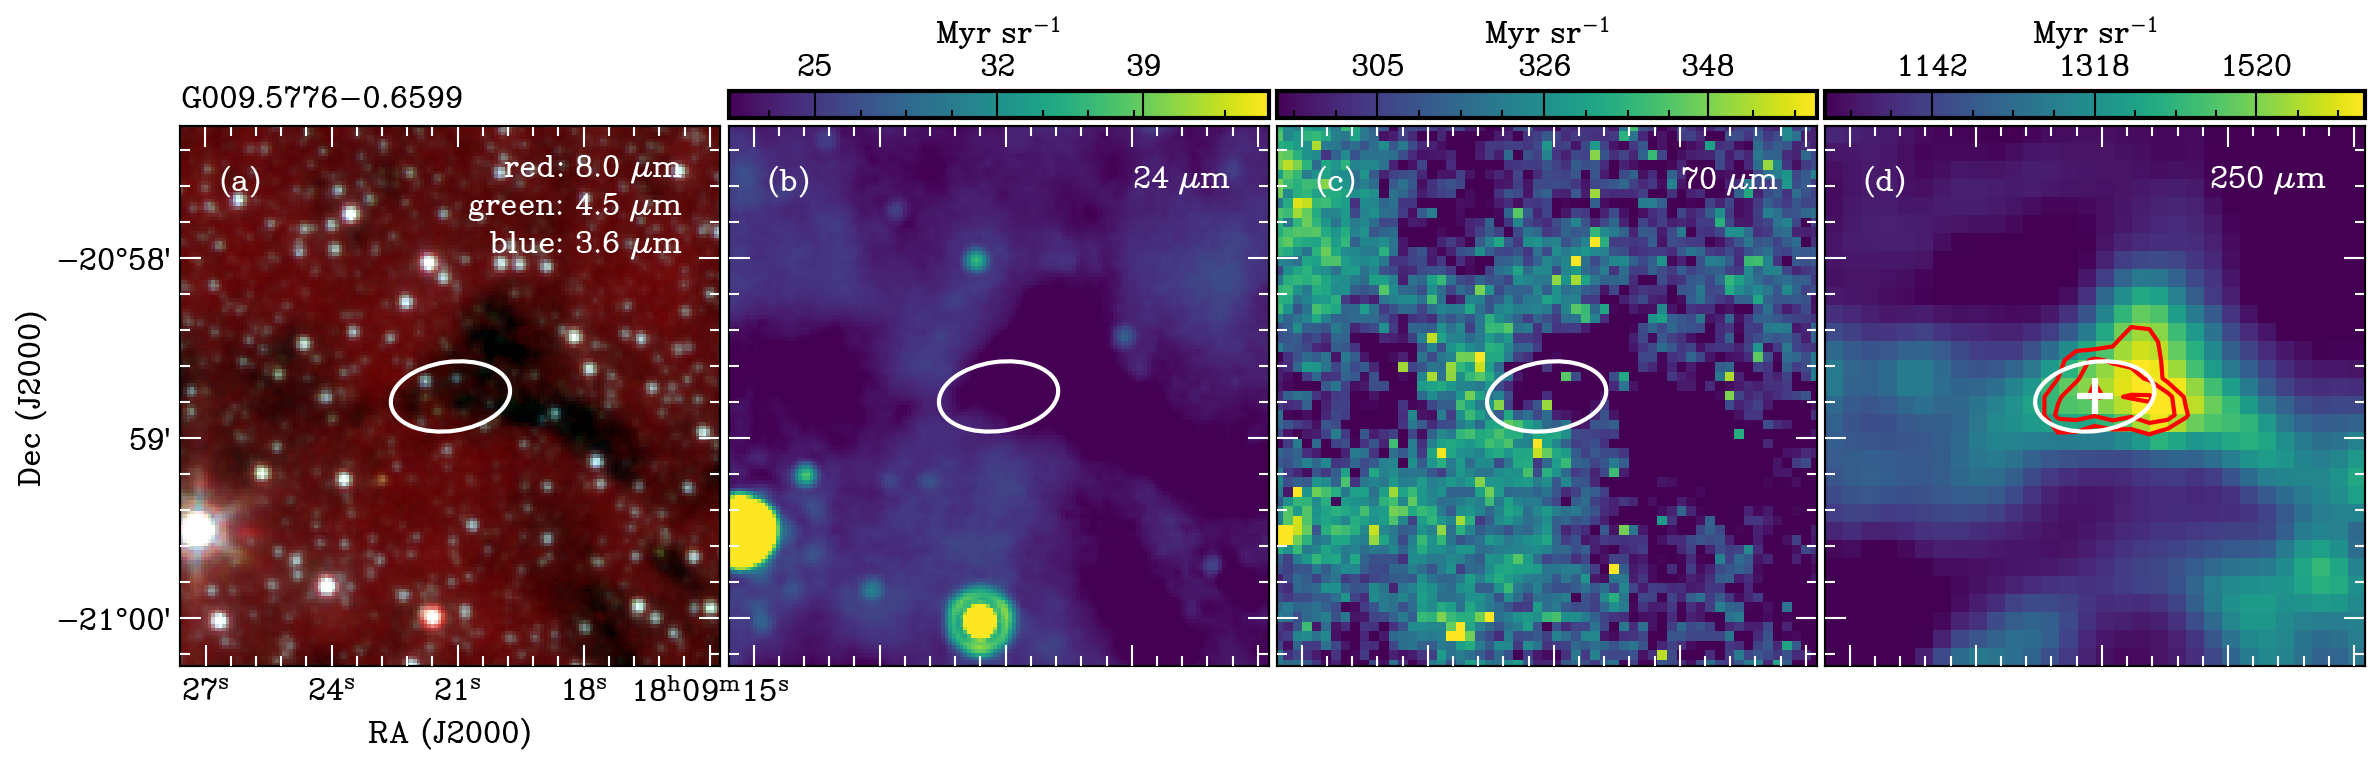 Myr sr⁻¹ Myr sr⁻¹ Myr sr⁻¹
25 32 39 305 326 348 1142 1318 1520
G009.5776−0.6599
(a) red: 8.0 μm
green: 4.5 μm
blue: 3.6 μm
(b) 24 μm
(c) 70 μm
(d) 250 μm
−20°58'
59'
−21°00'
Dec (J2000)
27ˢ 24ˢ 21ˢ 18ˢ 18ʰ09ᵐ15ˢ
RA (J2000)